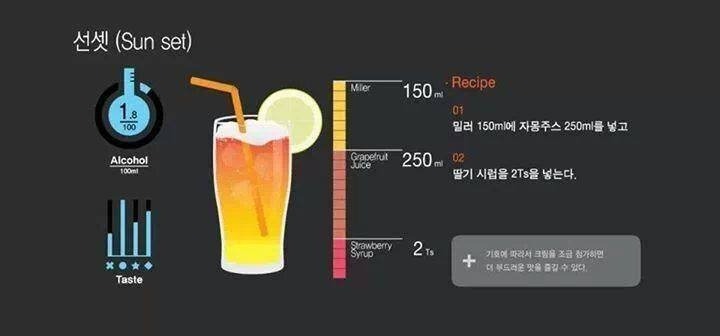 선셋 (Sun set)
1.8
100
Alcohol
100ml
Taste
Miller
150 ml
Grapefruit
Juice
250 ml
Strawberry
Syrup
2 Ts
· Recipe
01
밀러 150ml에 자몽주스 250ml를 넣고
02
딸기 시럽을 2Ts을 넣는다.
+
기호에 따라서 크림을 조금 첨가하면
더 부드러운 맛을 즐길 수 있다.